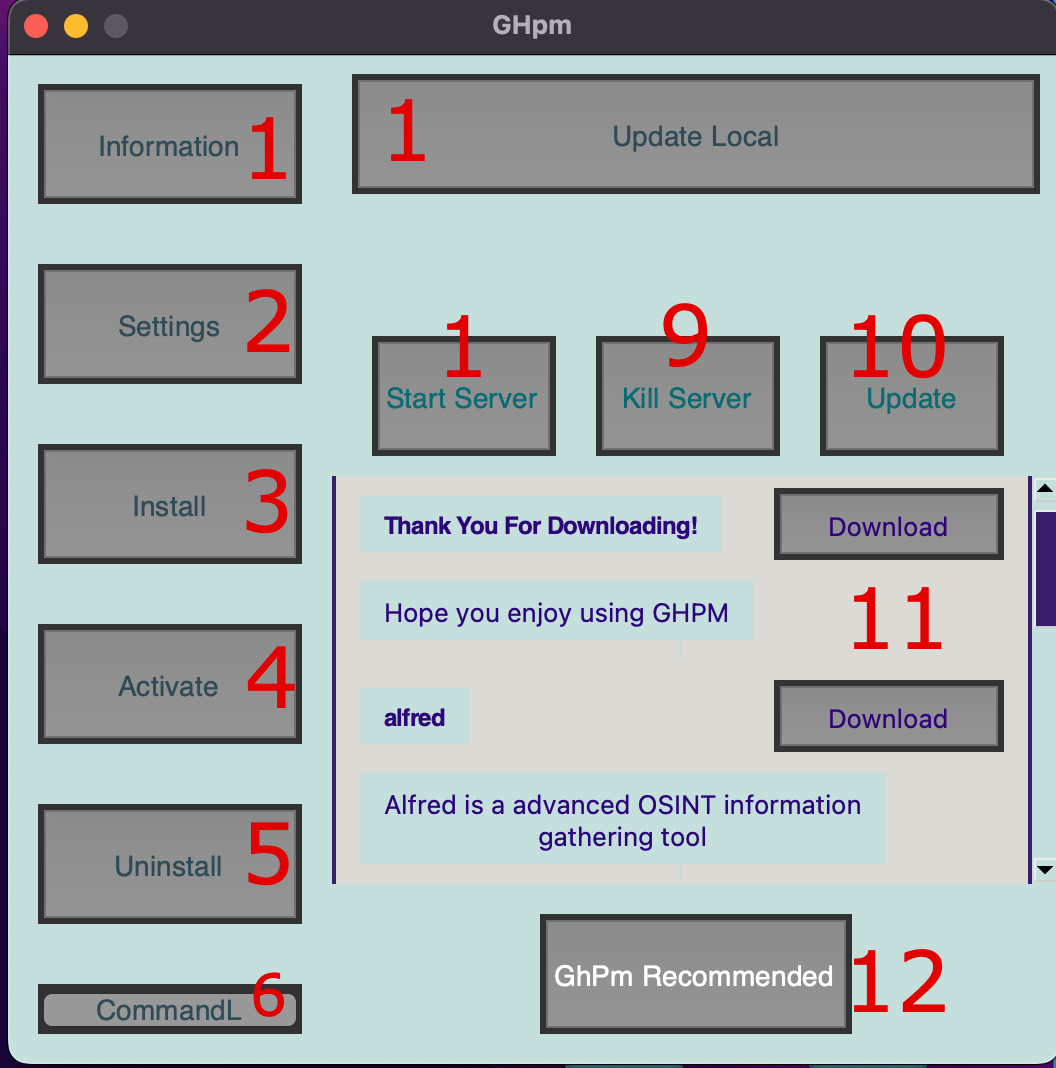 GHpm
Information 1
1 Update Local
Settings 2
1 9 10
Start Server Kill Server Update
Install 3
Thank You For Downloading! Download
Hope you enjoy using GHPM 11
Activate 4
alfred Download
Alfred is a advanced OSINT information
gathering tool
Uninstall 5
GhPm Recommended 12
CommandL 6